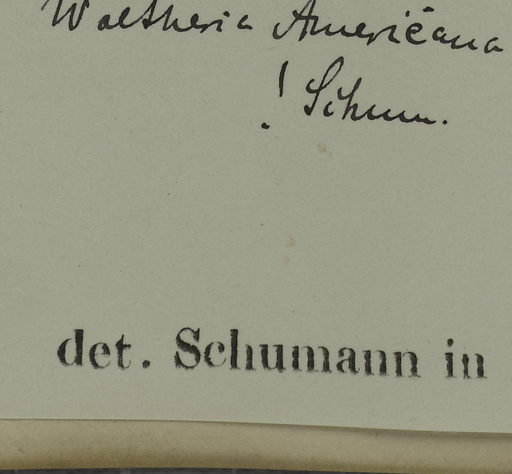 Waltheria Americana
! Schum.
det. Schumann in